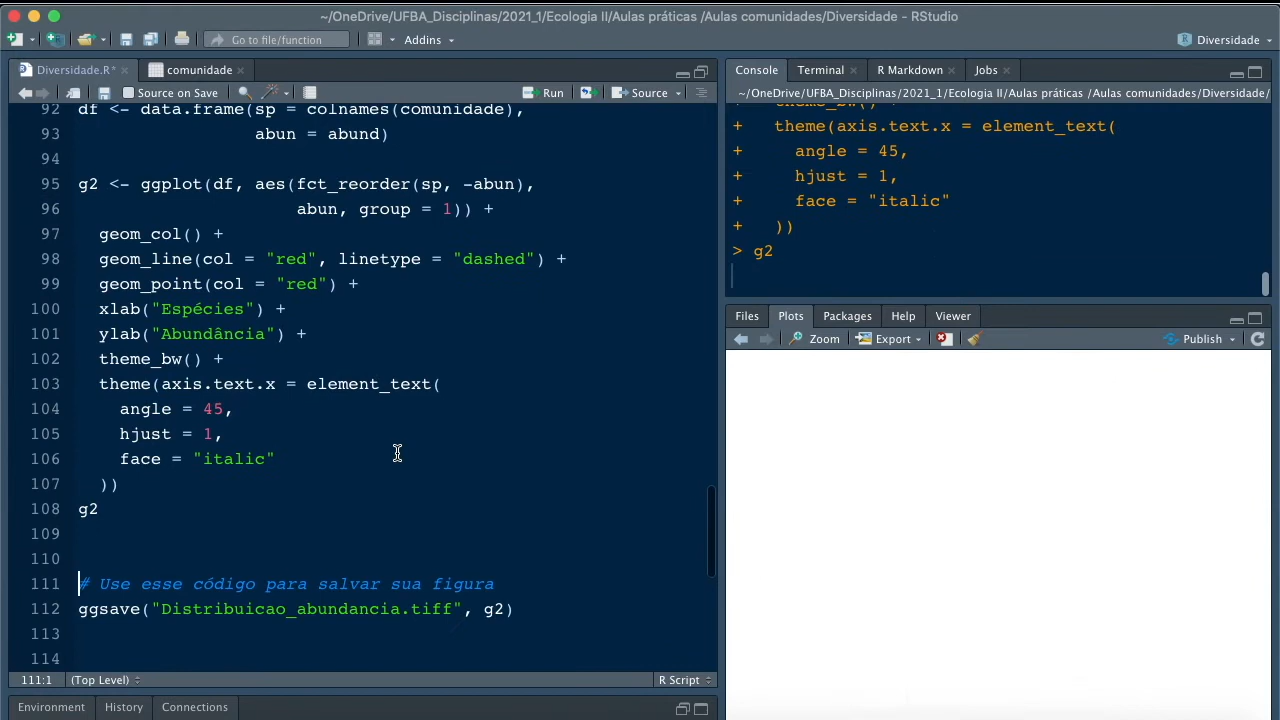 ~/OneDrive/UFBA_Disciplinas/2021_1/Ecologia II/Aulas práticas /Aulas comunidades/Diversidade - RStudio
Go to file/function
Addins
Diversidade
Diversidade.R*
comunidade
Source on Save
Run
Source
92 df <- data.frame(sp = colnames(comunidade),
93 abun = abund)
94
95 g2 <- ggplot(df, aes(fct_reorder(sp, -abun),
96 abun, group = 1)) +
97 geom_col() +
98 geom_line(col = "red", linetype = "dashed") +
99 geom_point(col = "red") +
100 xlab("Espécies") +
101 ylab("Abundância") +
102 theme_bw() +
103 theme(axis.text.x = element_text(
104 angle = 45,
105 hjust = 1,
106 face = "italic"
107 ))
108 g2
109
110
111 # Use esse código para salvar sua figura
112 ggsave("Distribuicao_abundancia.tiff", g2)
113
114
111:1
(Top Level)
R Script
Environment
History
Connections
Console
Terminal
R Markdown
Jobs
~/OneDrive/UFBA_Disciplinas/2021_1/Ecologia II/Aulas práticas /Aulas comunidades/Diversidade/
+ theme_bw() +
+ theme(axis.text.x = element_text(
+ angle = 45,
+ hjust = 1,
+ face = "italic"
+ ))
> g2
Files
Plots
Packages
Help
Viewer
Zoom
Export
Publish